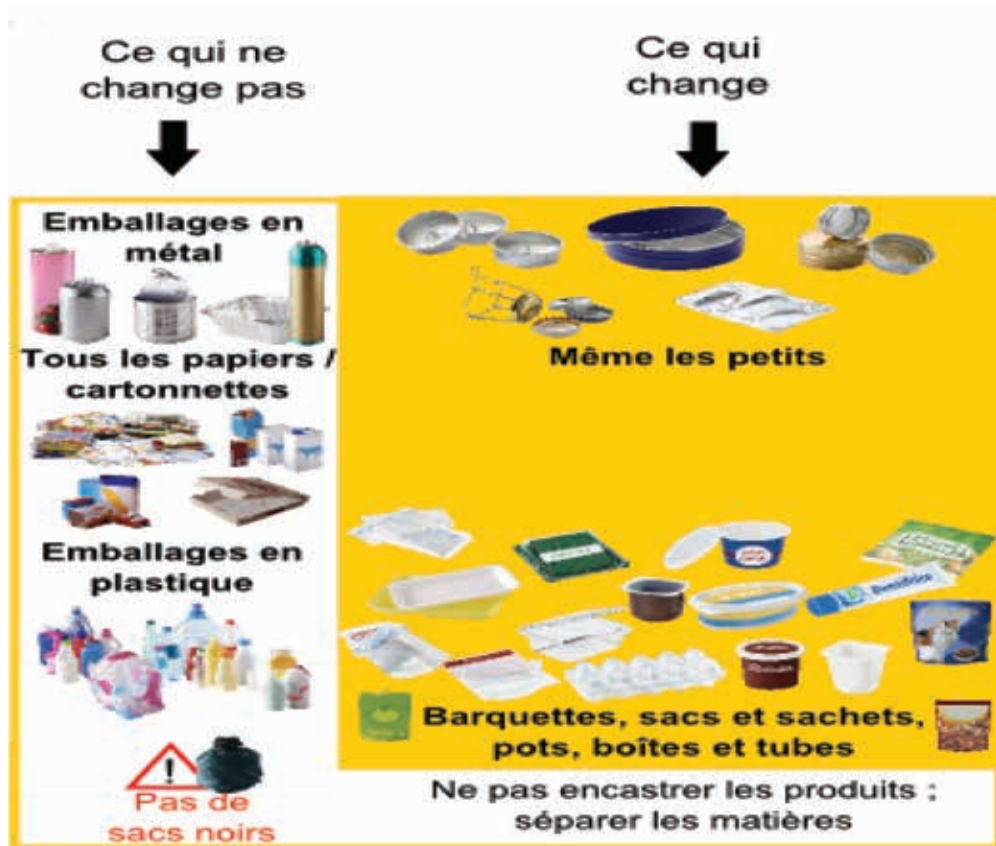 Ce qui ne
change pas
Ce qui
change
Emballages en
métal
Tous les papiers /
cartonnettes
Emballages en
plastique
Pas de
sacs noirs
Même les petits
Barquettes, sacs et sachets,
pots, boîtes et tubes
Ne pas encastrer les produits ;
séparer les matières